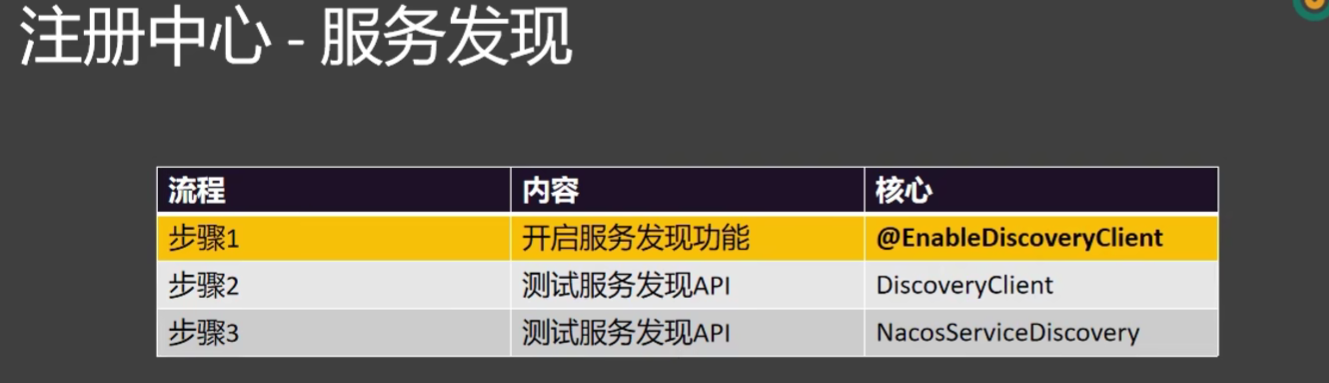 注册中心 - 服务发现
流程 内容 核心
步骤1 开启服务发现功能 @EnableDiscoveryClient
步骤2 测试服务发现API DiscoveryClient
步骤3 测试服务发现API NacosServiceDiscovery